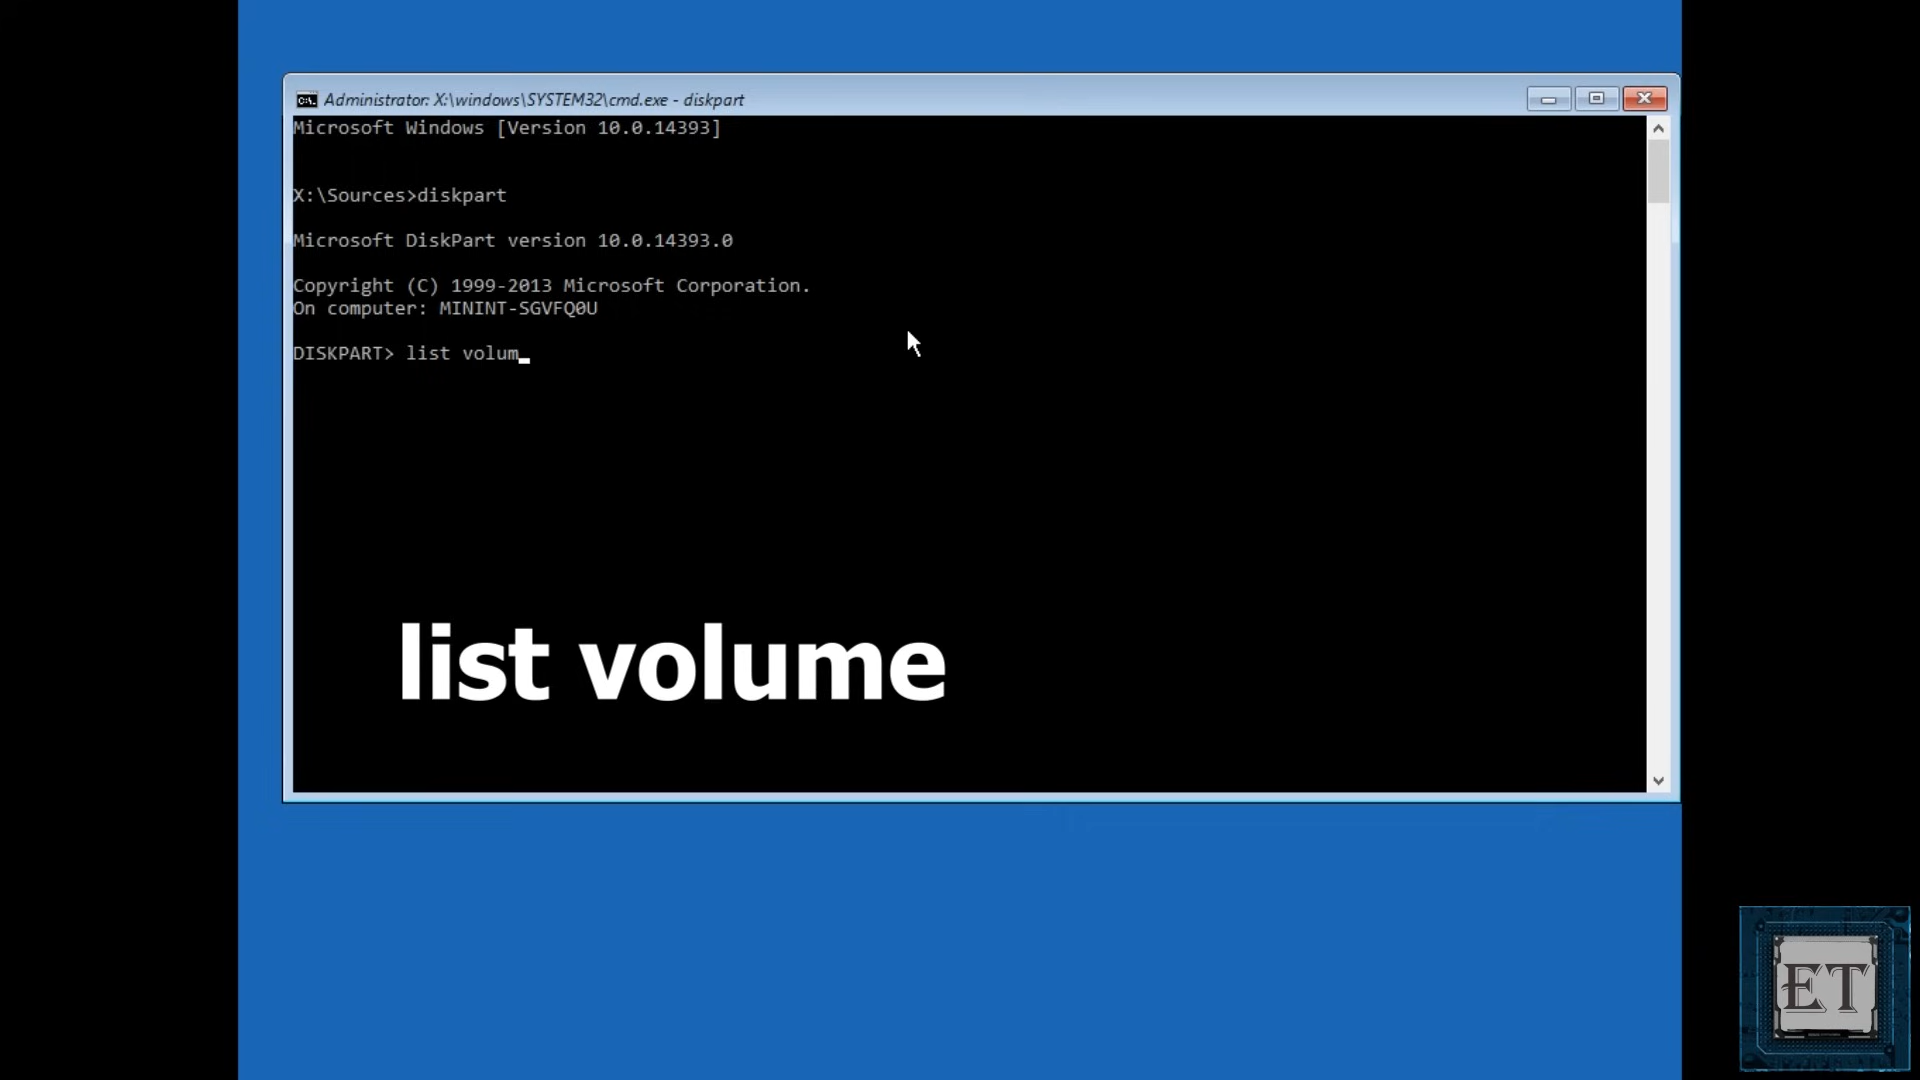 Administrator: X:\windows\SYSTEM32\cmd.exe - diskpart
Microsoft Windows [Version 10.0.14393]
X:\Sources>diskpart
Microsoft DiskPart version 10.0.14393.0
Copyright (C) 1999-2013 Microsoft Corporation.
On computer: MININT-SGVFQ0U
DISKPART> list volum_
list volume
ET